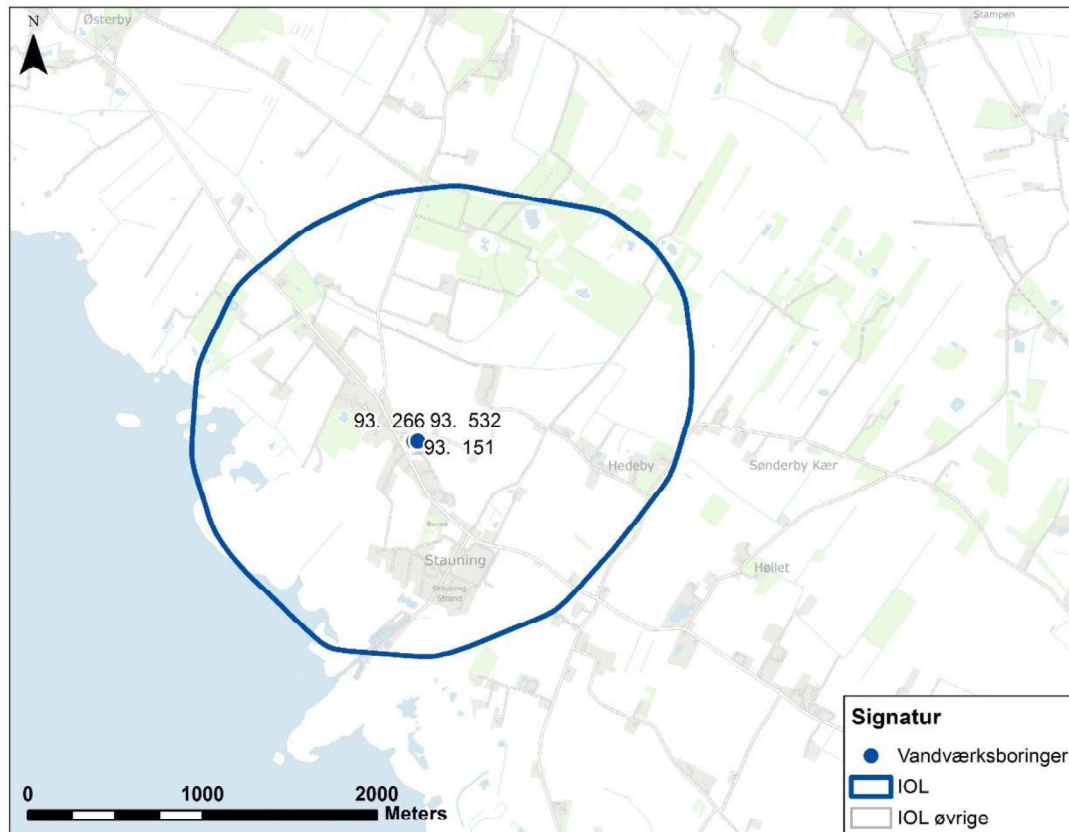 Østerby
Stampen
N
93. 266 93. 532
93. 151
Hedeby
Sønderby Kær
Stauning
Stauning
Strand
Høllet
Signatur
Vandværksboringer
IOL
IOL øvrige
0 1000 2000
Meters